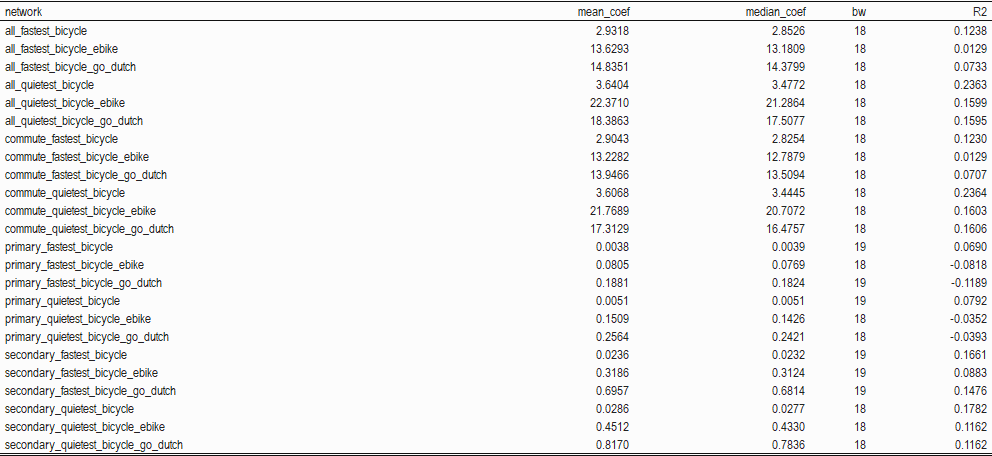 network mean_coef median_coef bw R2
all_fastest_bicycle 2.9318 2.8526 18 0.1238
all_fastest_bicycle_ebike 13.6293 13.1809 18 0.0129
all_fastest_bicycle_go_dutch 14.8351 14.3799 18 0.0733
all_quietest_bicycle 3.6404 3.4772 18 0.2363
all_quietest_bicycle_ebike 22.3710 21.2864 18 0.1599
all_quietest_bicycle_go_dutch 18.3863 17.5077 18 0.1595
commute_fastest_bicycle 2.9043 2.8254 18 0.1230
commute_fastest_bicycle_ebike 13.2282 12.7879 18 0.0129
commute_fastest_bicycle_go_dutch 13.9466 13.5094 18 0.0707
commute_quietest_bicycle 3.6068 3.4445 18 0.2364
commute_quietest_bicycle_ebike 21.7689 20.7072 18 0.1603
commute_quietest_bicycle_go_dutch 17.3129 16.4757 18 0.1606
primary_fastest_bicycle 0.0038 0.0039 19 0.0690
primary_fastest_bicycle_ebike 0.0805 0.0769 18 -0.0818
primary_fastest_bicycle_go_dutch 0.1881 0.1824 19 -0.1189
primary_quietest_bicycle 0.0051 0.0051 19 0.0792
primary_quietest_bicycle_ebike 0.1509 0.1426 18 -0.0352
primary_quietest_bicycle_go_dutch 0.2564 0.2421 18 -0.0393
secondary_fastest_bicycle 0.0236 0.0232 19 0.1661
secondary_fastest_bicycle_ebike 0.3186 0.3124 19 0.0883
secondary_fastest_bicycle_go_dutch 0.6957 0.6814 19 0.1476
secondary_quietest_bicycle 0.0286 0.0277 18 0.1782
secondary_quietest_bicycle_ebike 0.4512 0.4330 18 0.1162
secondary_quietest_bicycle_go_dutch 0.8170 0.7836 18 0.1162